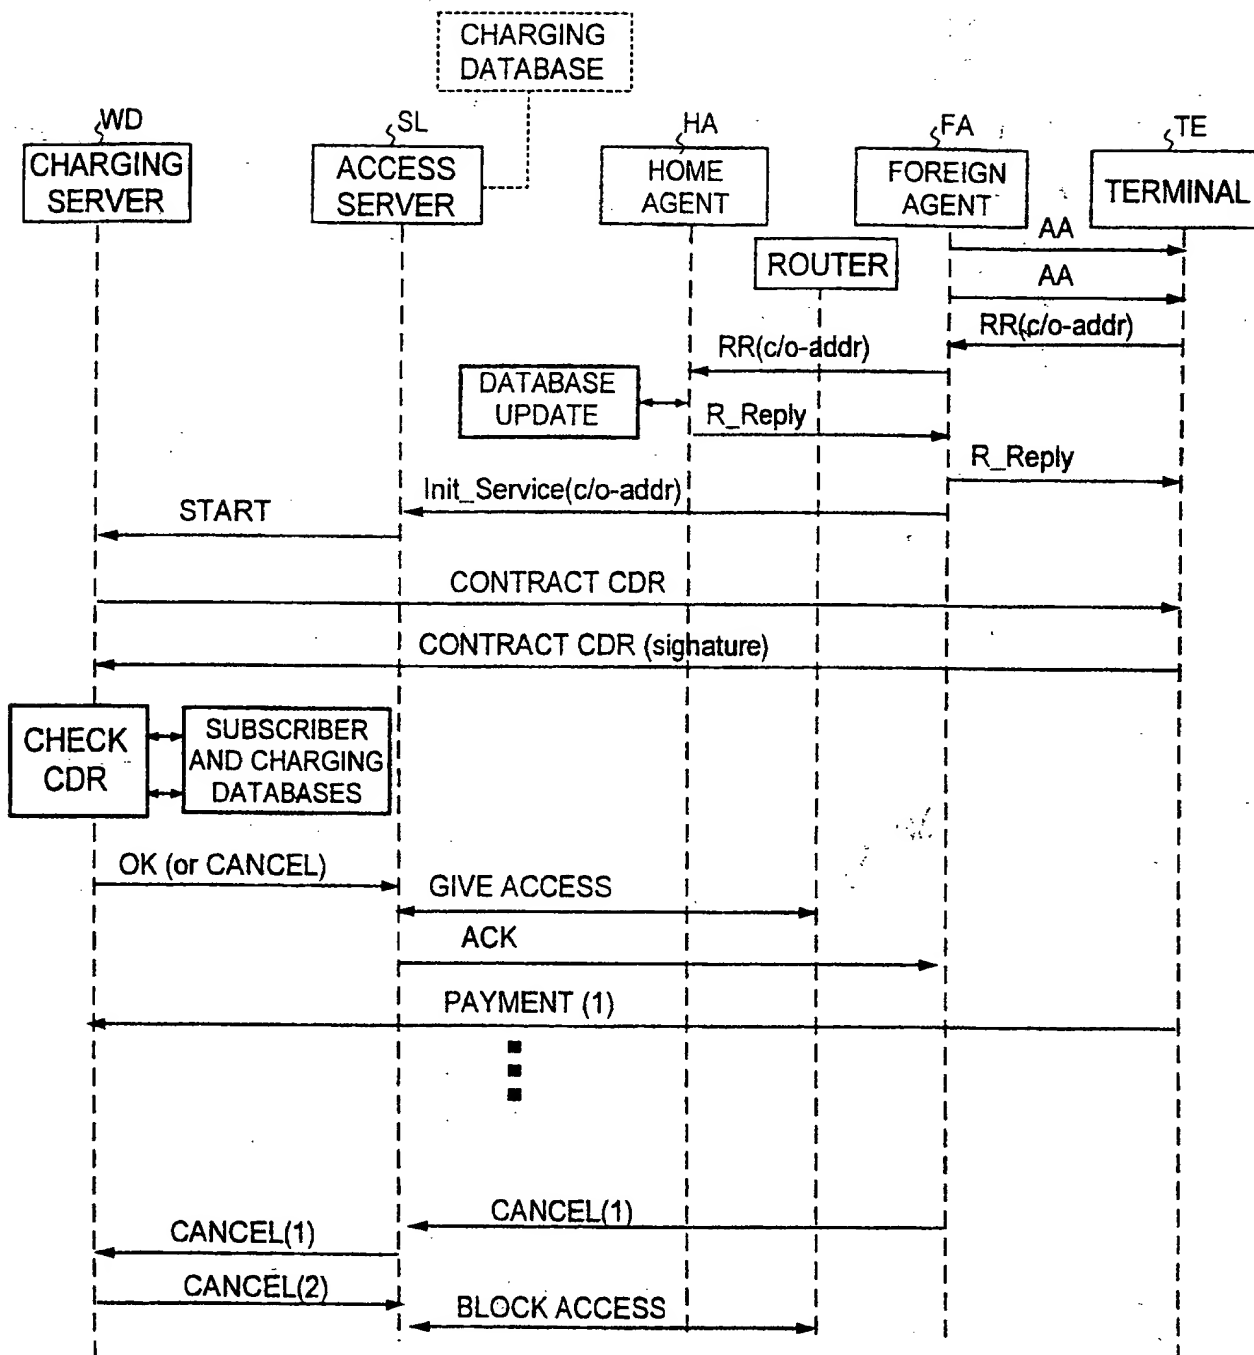 CHARGING
DATABASE
WD
SL
HA
FA
TE
CHARGING
SERVER
ACCESS
SERVER
HOME
AGENT
FOREIGN
AGENT
TERMINAL
AA
ROUTER
AA
RR(c/o-addr)
RR(c/o-addr)
DATABASE
UPDATE
R_Reply
R_Reply
Init_Service(c/o-addr)
START
CONTRACT CDR
CONTRACT CDR (signature)
CHECK
CDR
SUBSCRIBER
AND CHARGING
DATABASES
OK (or CANCEL)
GIVE ACCESS
ACK
PAYMENT (1)
CANCEL(1)
CANCEL(1)
CANCEL(2)
BLOCK ACCESS